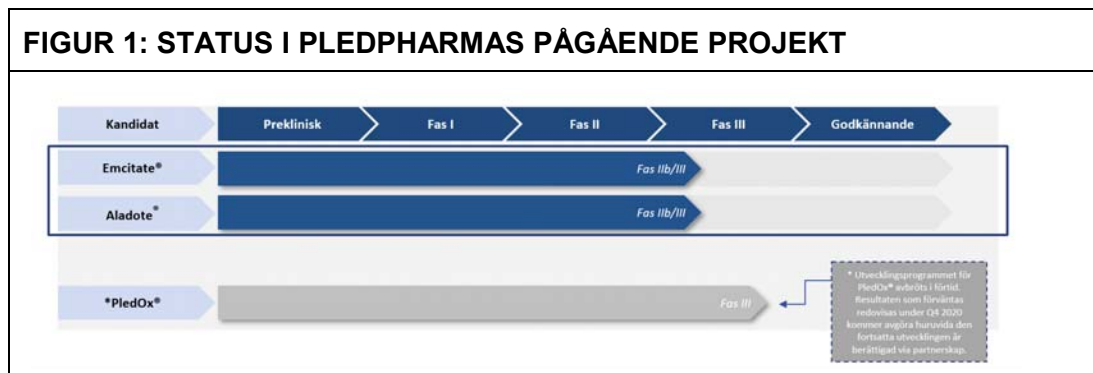 FIGUR 1: STATUS I PLEDPHARMAS PÅGÅENDE PROJEKT
Kandidat Preklinisk Fas I Fas II Fas III Godkännande
Emcitate® Fas IIb/III
Aladote® Fas IIb/III
*PledOx® Fas III
* Utvecklingsprogrammet för
PledOx® avbröts i förtid.
Resultaten som förväntas
redovisas under Q4 2020
kommer avgöra huruvida den
fortsatta utvecklingen är
berättigad via partnerskap.